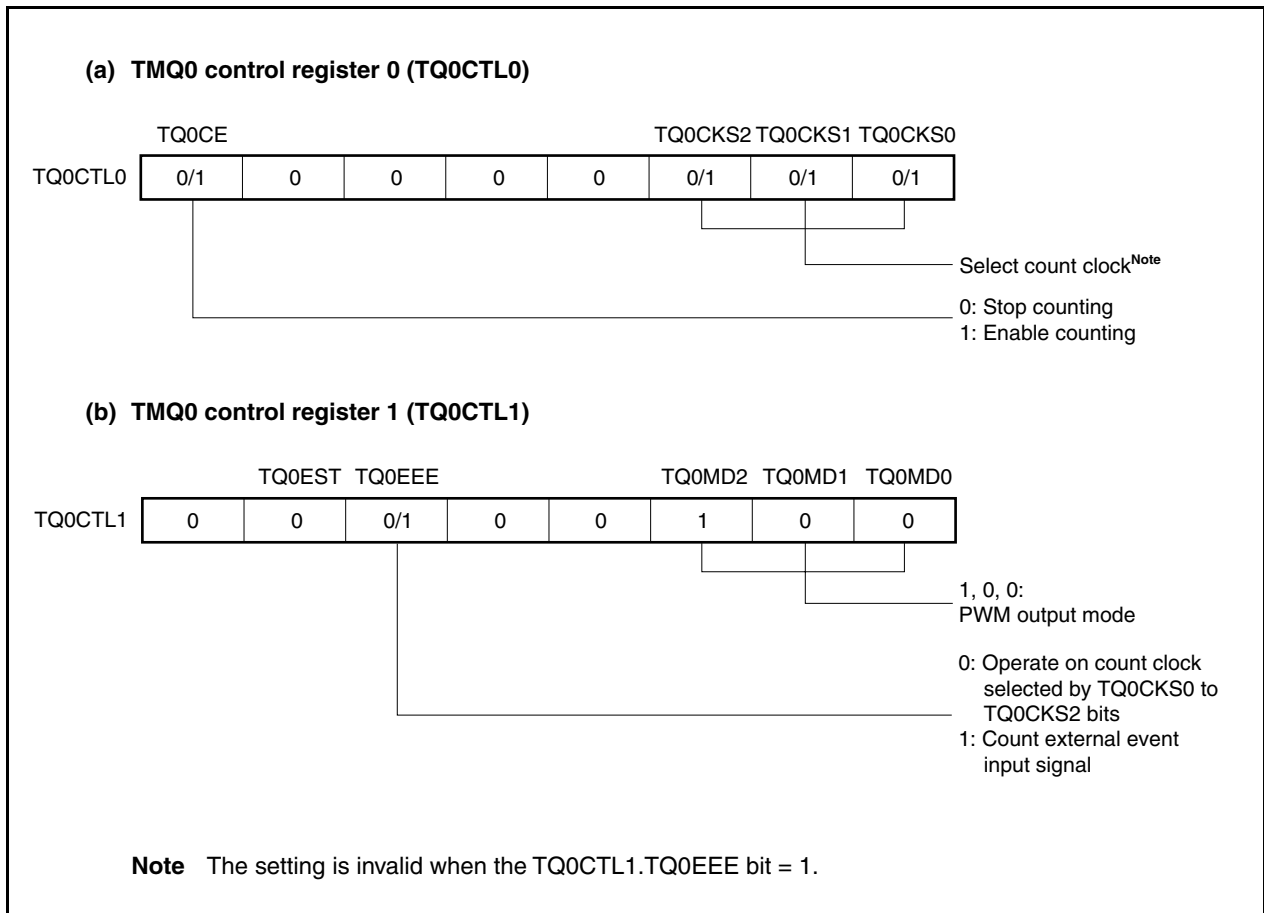 (a) TMQ0 control register 0 (TQ0CTL0)
TQ0CE TQ0CKS2 TQ0CKS1 TQ0CKS0
TQ0CTL0 0/1 0 0 0 0 0/1 0/1 0/1
Select count clockNote
0: Stop counting
1: Enable counting
(b) TMQ0 control register 1 (TQ0CTL1)
TQ0EST TQ0EEE TQ0MD2 TQ0MD1 TQ0MD0
TQ0CTL1 0 0 0/1 0 0 1 0 0
1, 0, 0:
PWM output mode
0: Operate on count clock
selected by TQ0CKS0 to
TQ0CKS2 bits
1: Count external event
input signal
Note The setting is invalid when the TQ0CTL1.TQ0EEE bit = 1.